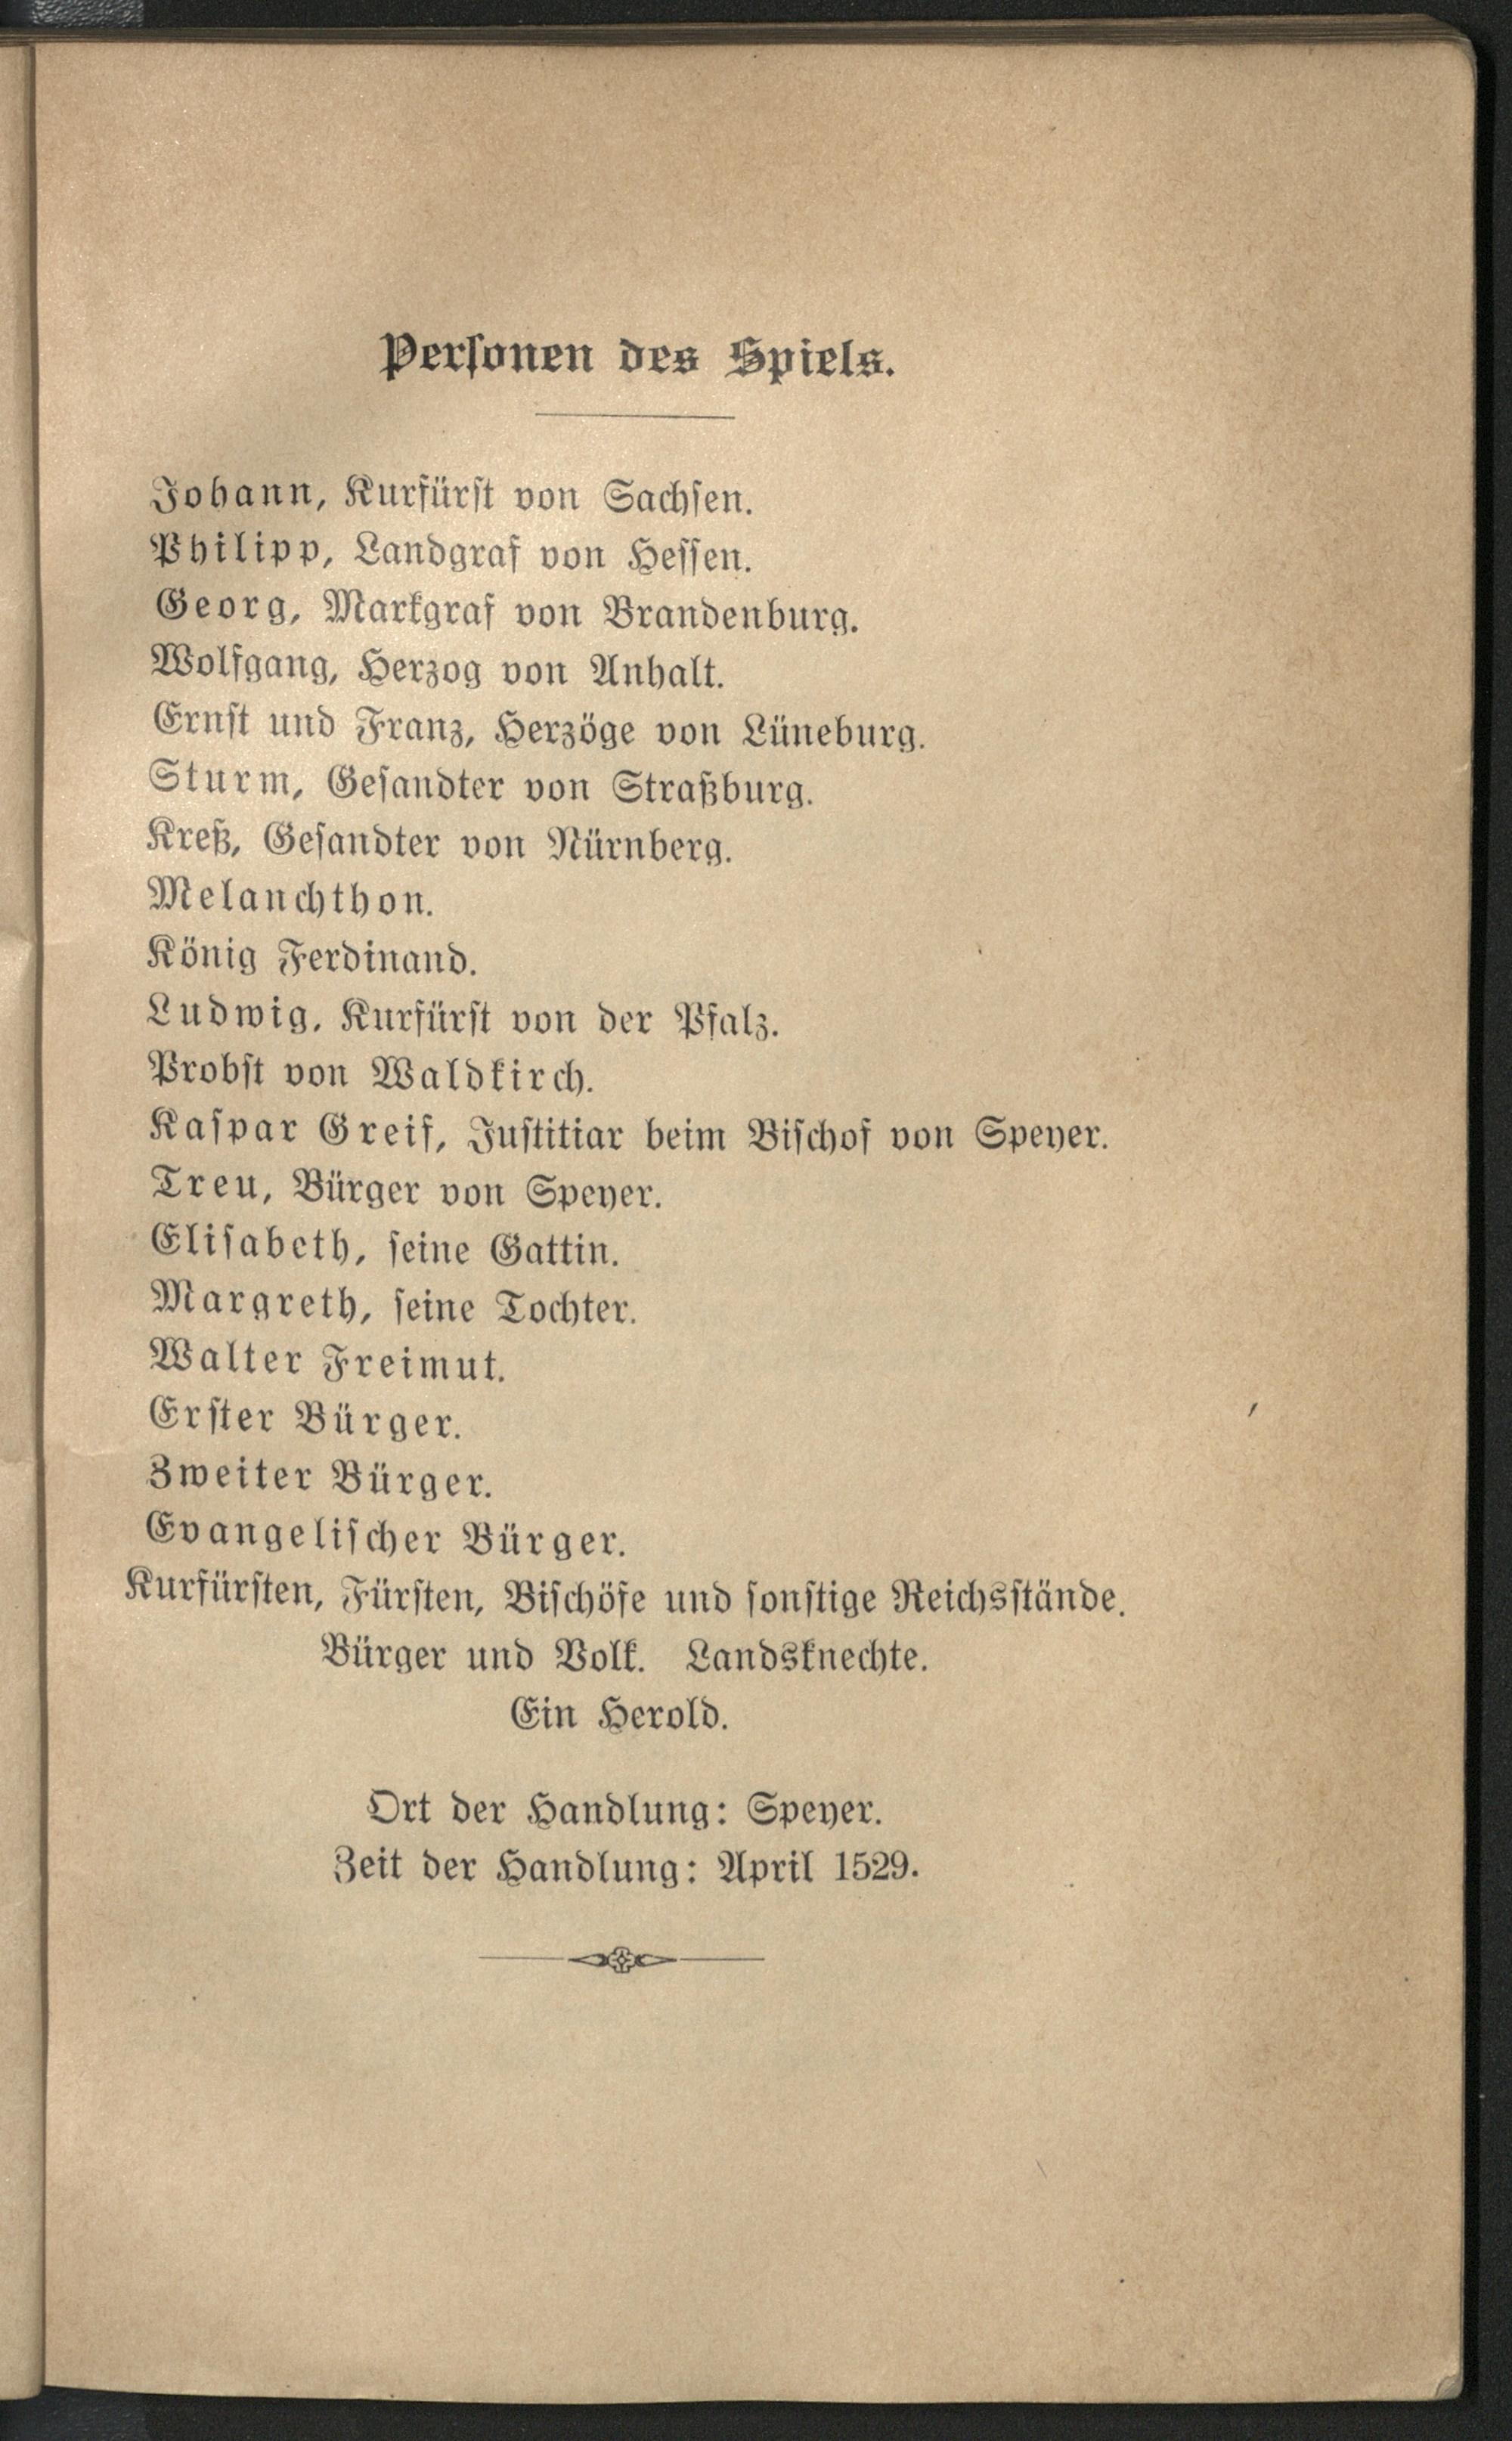 Personen des Spiels.
Johann, Kurfürst von Sachsen.
Philipp, Landgraf von Hessen.
Georg, Markgraf von Brandenburg.
Wolfgang, Herzog von Anhalt.
Ernst und Franz, Herzöge von Lüneburg.
Sturm, Gesandter von Straßburg.
Kreß, Gesandter von Nürnberg.
Melanchthon.
König Ferdinand.
Ludwig, Kurfürst von der Pfalz.
Probst von Waldkirch.
Kaspar Greif, Justitiar beim Bischof von Speyer.
Treu, Bürger von Speyer.
Elisabeth, seine Gattin.
Margreth, seine Tochter.
Walter Freimut.
Erster Bürger.
Zweiter Bürger.
Evangelischer Bürger.
Kurfürsten, Fürsten, Bischöfe und sonstige Reichsstände.
Bürger und Volk. Landsknechte.
Ein Herold.
Ort der Handlung: Speyer.
Zeit der Handlung: April 1529.